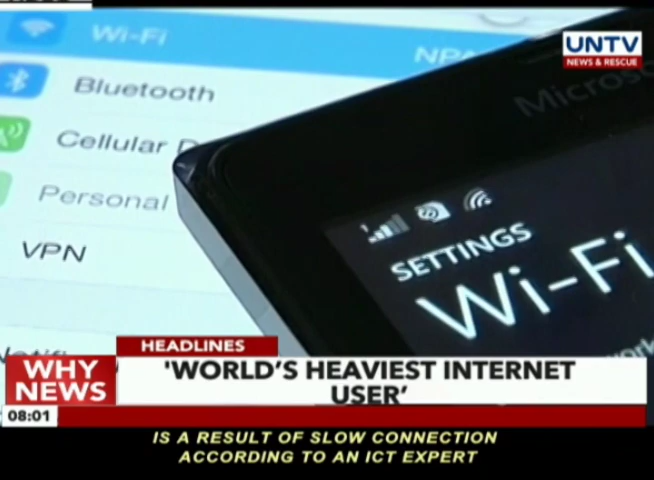 Wi-Fi
NPA
Bluetooth
Cellular D
Personal
VPN
Microso
SETTINGS
Wi-Fi
UNTV
NEWS & RESCUE
HEADLINES
WHY
NEWS
'WORLD'S HEAVIEST INTERNET
USER'
08:01
IS A RESULT OF SLOW CONNECTION
ACCORDING TO AN ICT EXPERT